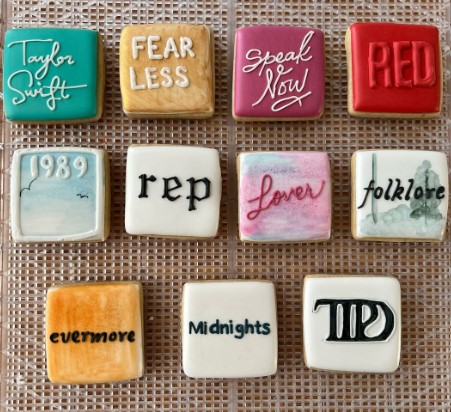 Taylor
Swift
FEAR
LESS
Speak
Now
RED
1989
rep
Lover
folklore
evermore
Midnights
TTPD